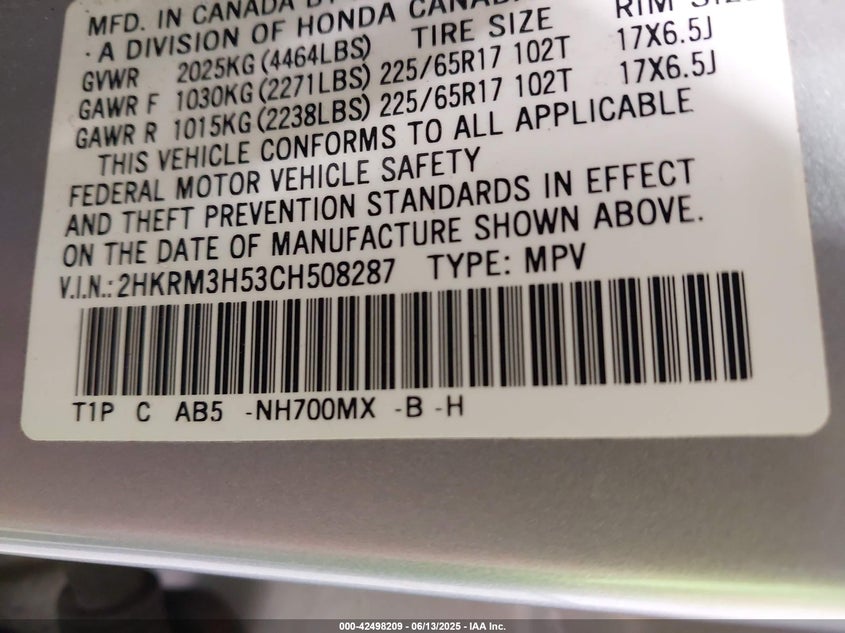 MFD. IN CANADA BY
· A DIVISION OF HONDA CANADA
TIRE SIZE RIM SIZE
GVWR 2025KG (4464LBS)
GAWR F 1030KG (2271LBS) 225/65R17 102T 17X6.5J
GAWR R 1015KG (2238LBS) 225/65R17 102T 17X6.5J
THIS VEHICLE CONFORMS TO ALL APPLICABLE
FEDERAL MOTOR VEHICLE SAFETY
AND THEFT PREVENTION STANDARDS IN EFFECT
ON THE DATE OF MANUFACTURE SHOWN ABOVE.
V.I.N.: 2HKRM3H53CH508287 TYPE: MPV
T1P C AB5 -NH700MX -B -H
000-42498209 - 06/13/2025 - IAA Inc.